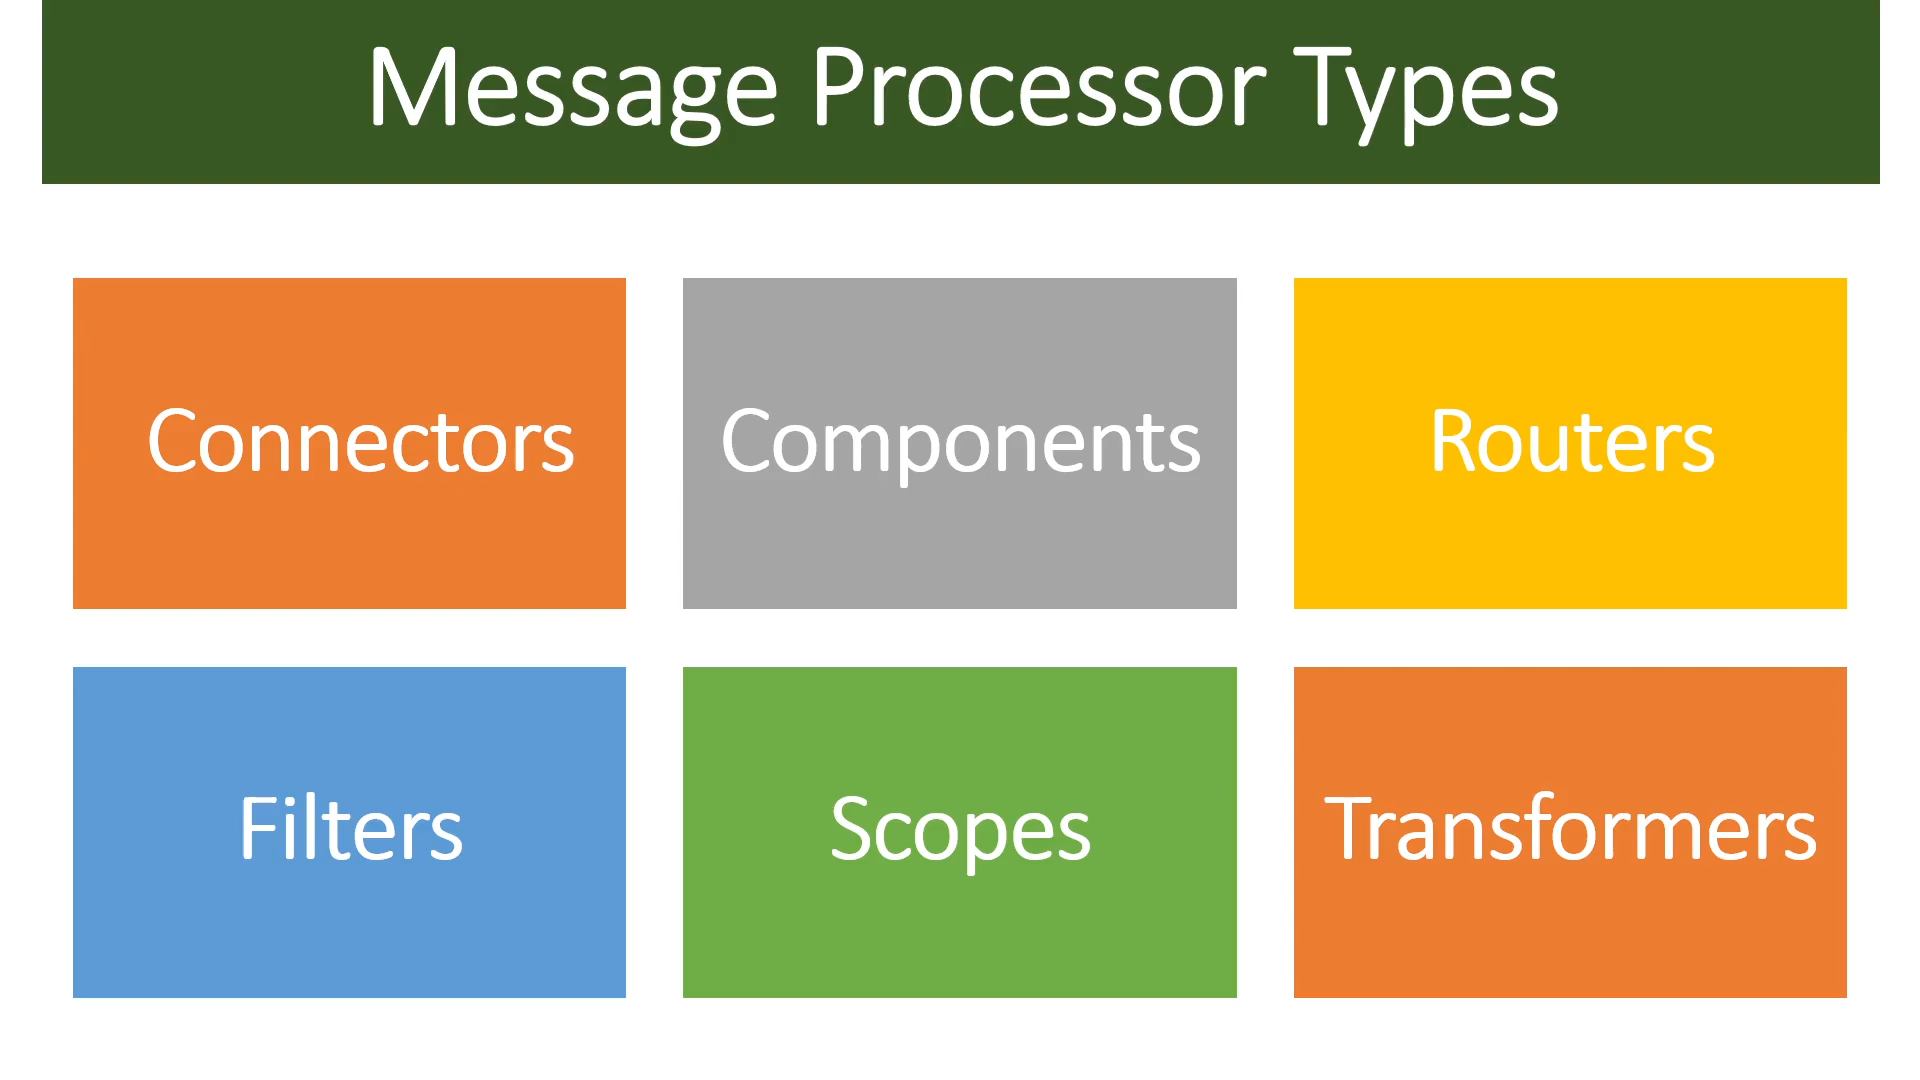 Message Processor Types
Connectors
Components
Routers
Filters
Scopes
Transformers